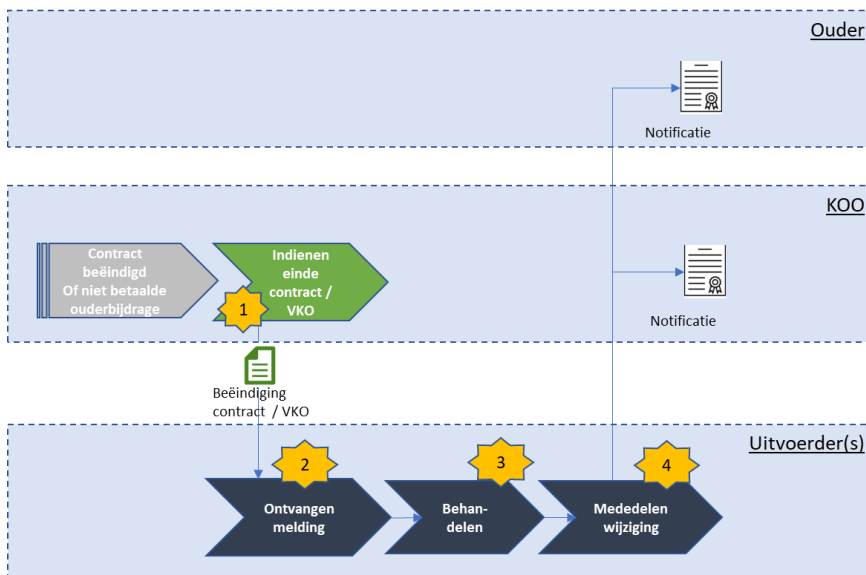 Ouder
Notificatie
KOO
Contract
beëindigd
Of niet betaalde
ouderbijdrage
Indienen
einde
contract /
VKO
1
Notificatie
Beëindiging
contract / VKO
Uitvoerder(s)
2
3
4
Ontvangen
melding
Behan-
delen
Mededelen
wijziging